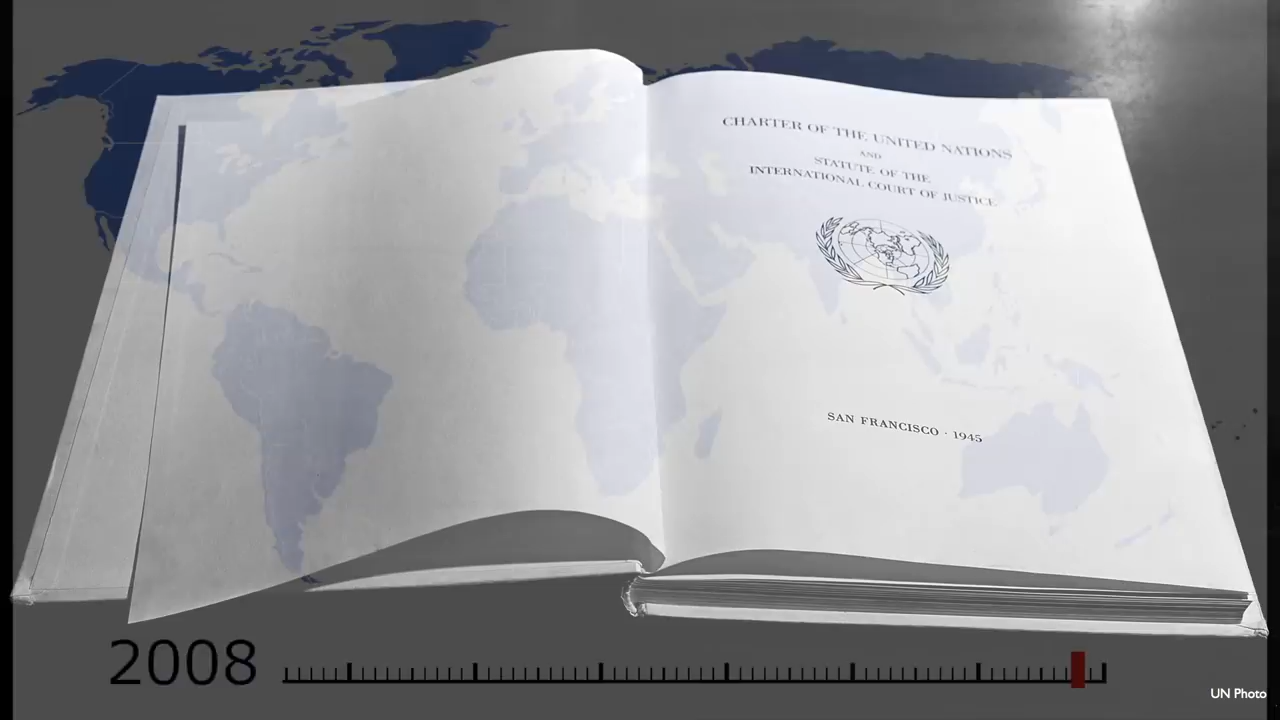 CHARTER OF THE UNITED NATIONS
AND
STATUTE OF THE
INTERNATIONAL COURT OF JUSTICE
SAN FRANCISCO · 1945
2008
UN Photo